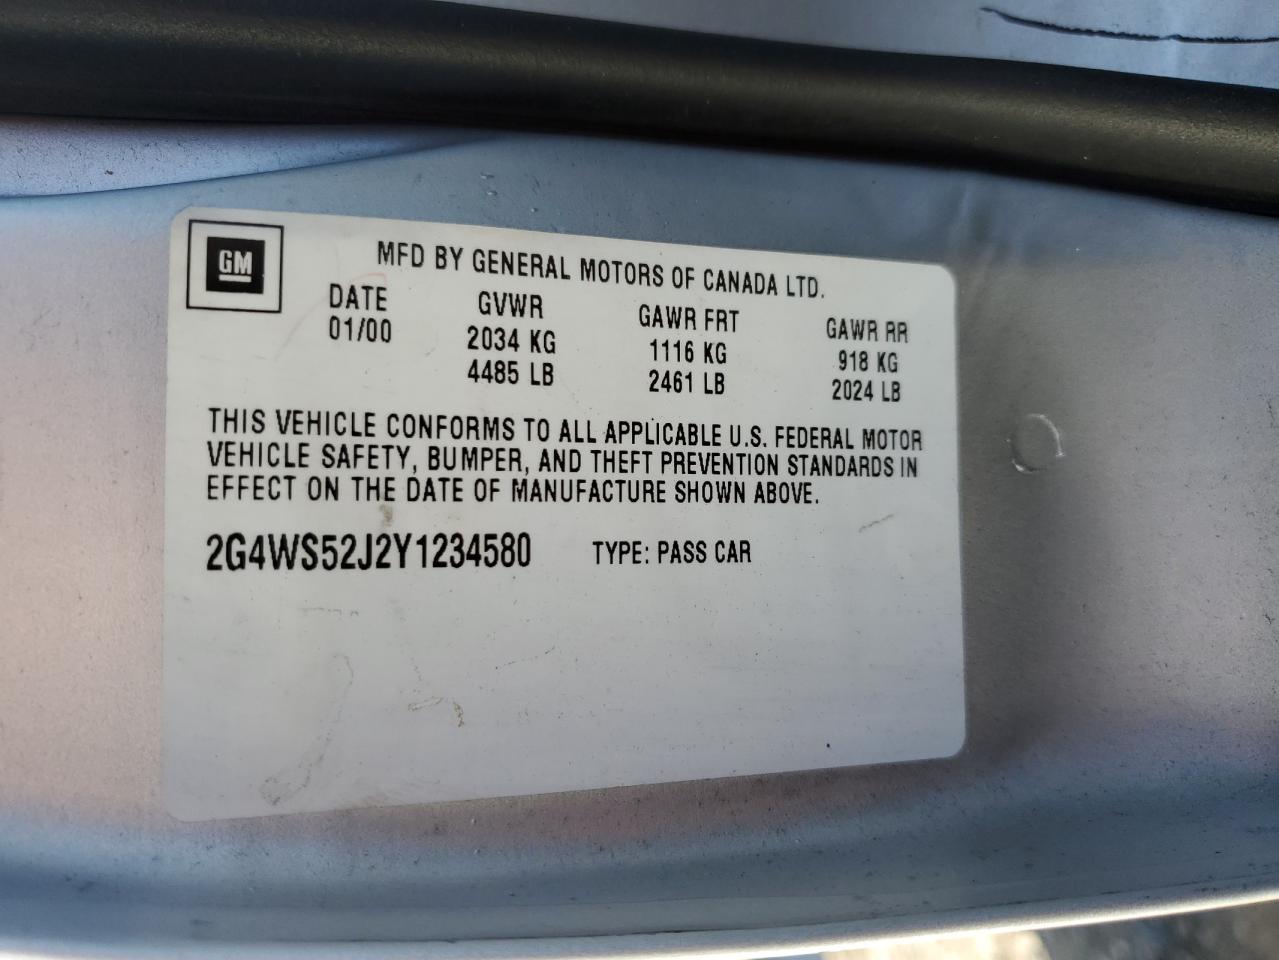 GM
MFD BY GENERAL MOTORS OF CANADA LTD.
DATE GVWR GAWR FRT GAWR RR
01/00 2034 KG 1116 KG 918 KG
4485 LB 2461 LB 2024 LB
THIS VEHICLE CONFORMS TO ALL APPLICABLE U.S. FEDERAL MOTOR
VEHICLE SAFETY, BUMPER, AND THEFT PREVENTION STANDARDS IN
EFFECT ON THE DATE OF MANUFACTURE SHOWN ABOVE.
2G4WS52J2Y1234580 TYPE: PASS CAR